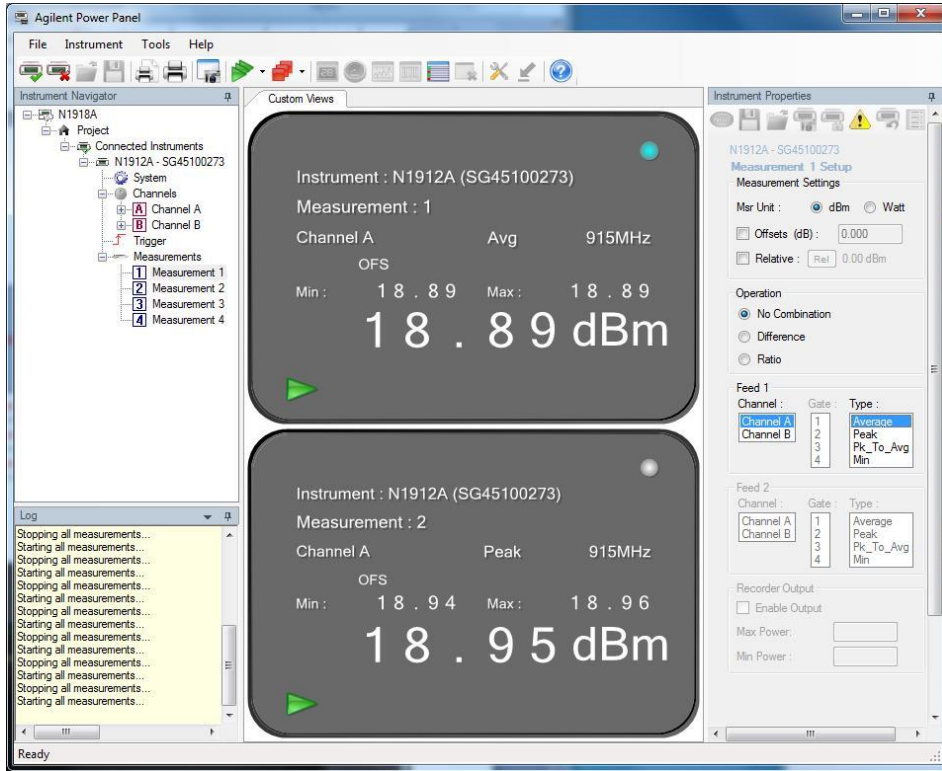 Agilent Power Panel
File Instrument Tools Help
Instrument Navigator
N1918A
Project
Connected Instruments
N1912A - SG45100273
System
Channels
A Channel A
B Channel B
Trigger
Measurements
1 Measurement 1
2 Measurement 2
3 Measurement 3
4 Measurement 4
Log
Stopping all measurements...
Starting all measurements...
Stopping all measurements...
Starting all measurements...
Stopping all measurements...
Starting all measurements...
Stopping all measurements...
Starting all measurements...
Stopping all measurements...
Starting all measurements...
Stopping all measurements...
Starting all measurements...
Stopping all measurements...
Starting all measurements...
Custom Views
Instrument : N1912A (SG45100273)
Measurement : 1
Channel A Avg 915MHz
OFS
Min : 18.89 Max : 18.89
18.89 dBm
Instrument : N1912A (SG45100273)
Measurement : 2
Channel A Peak 915MHz
OFS
Min : 18.94 Max : 18.96
18.95 dBm
Instrument Properties
N1912A - SG45100273
Measurement 1 Setup
Measurement Settings
Msr Unit : dBm Watt
Offsets (dB) : 0.000
Relative : Rel 0.00 dBm
Operation
No Combination
Difference
Ratio
Feed 1
Channel : Gate : Type :
Channel A 1 Average
Channel B 2 Peak
3 Pk_To_Avg
4 Min
Feed 2
Channel : Gate : Type :
Channel A 1 Average
Channel B 2 Peak
3 Pk_To_Avg
4 Min
Recorder Output
Enable Output
Max Power:
Min Power :
Ready